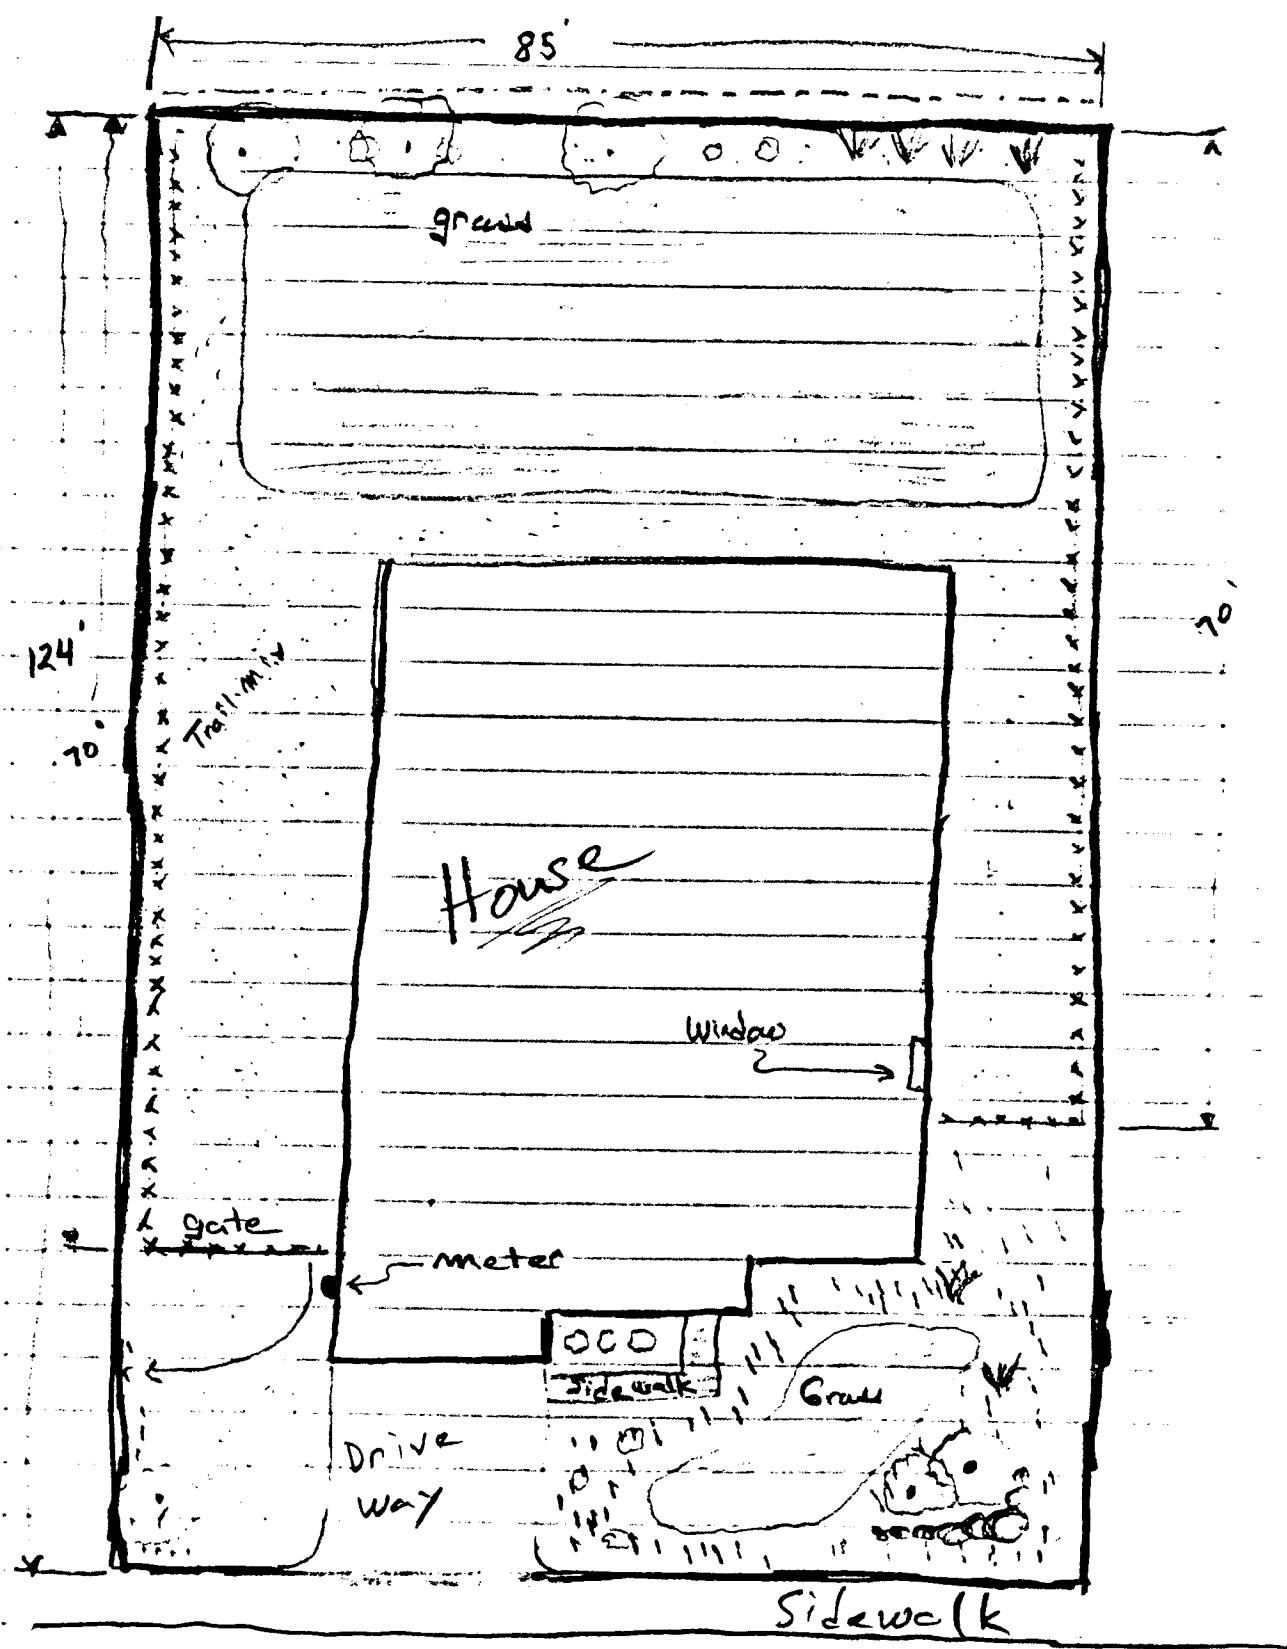 85'
grass
124'
70'
Trail-Mix
70'
House
Window
gate
meter
Sidewalk
Grass
Drive
way
Sidewalk